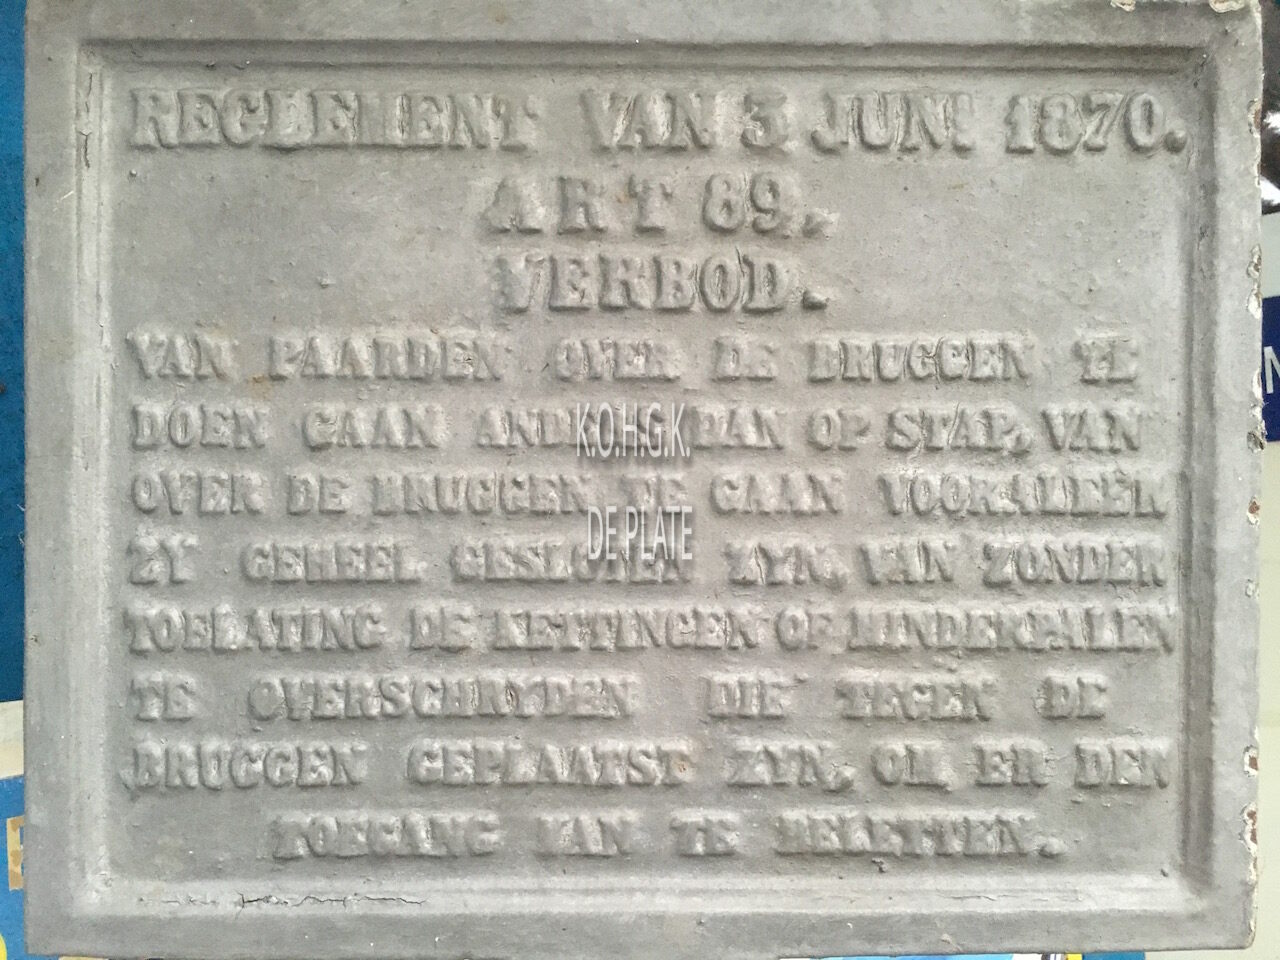 REGLEMENT VAN 3 JUNI 1870.
ART 89.
VERBOD.
VAN PAARDEN OVER DE BRUGGEN TE
DOEN GAAN ANDERS DAN OP STAP, VAN
OVER DE BRUGGEN TE GAAN VOORALEER
ZY GEHEEL GESLOTEN ZYN, VAN ZONDER
TOELATING DE KETTINGEN OF HINDERPALEN
TE OVERSCHRYDEN DIE TEGEN DE
BRUGGEN GEPLAATST ZYN, OM ER DEN
TOEGANG VAN TE BELETTEN.
K.O.H.G.K.
DE PLATE